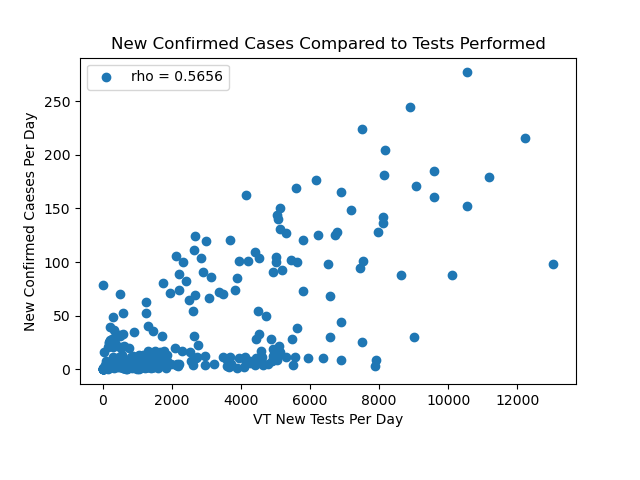 New Confirmed Cases Compared to Tests Performed
rho = 0.5656
New Confirmed Caeses Per Day
250
200
150
100
50
0
0 2000 4000 6000 8000 10000 12000
VT New Tests Per Day